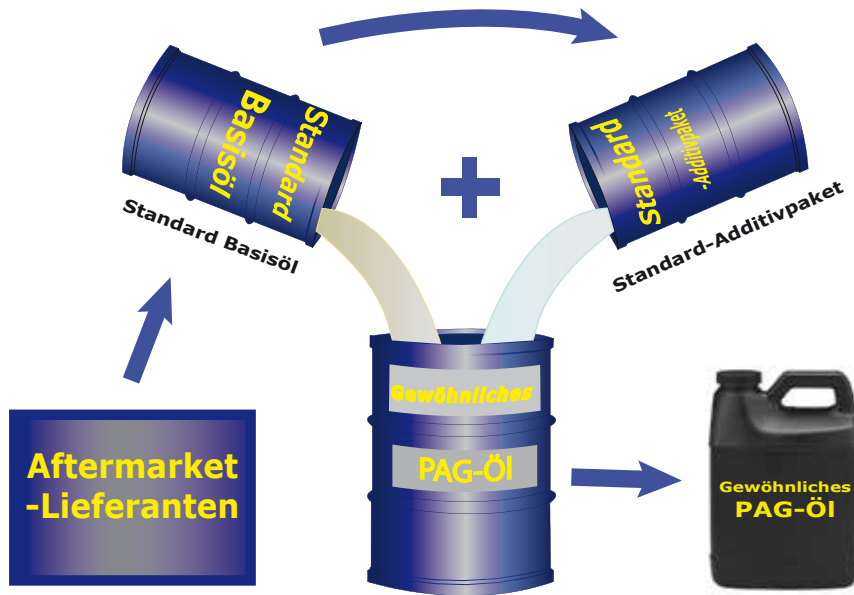 Standard
Basisöl
Standard Basisöl
Standard
-Additivpaket
Standard-Additivpaket
Gewöhnliches
PAG-Öl
Aftermarket
-Lieferanten
Gewöhnliches
PAG-Öl